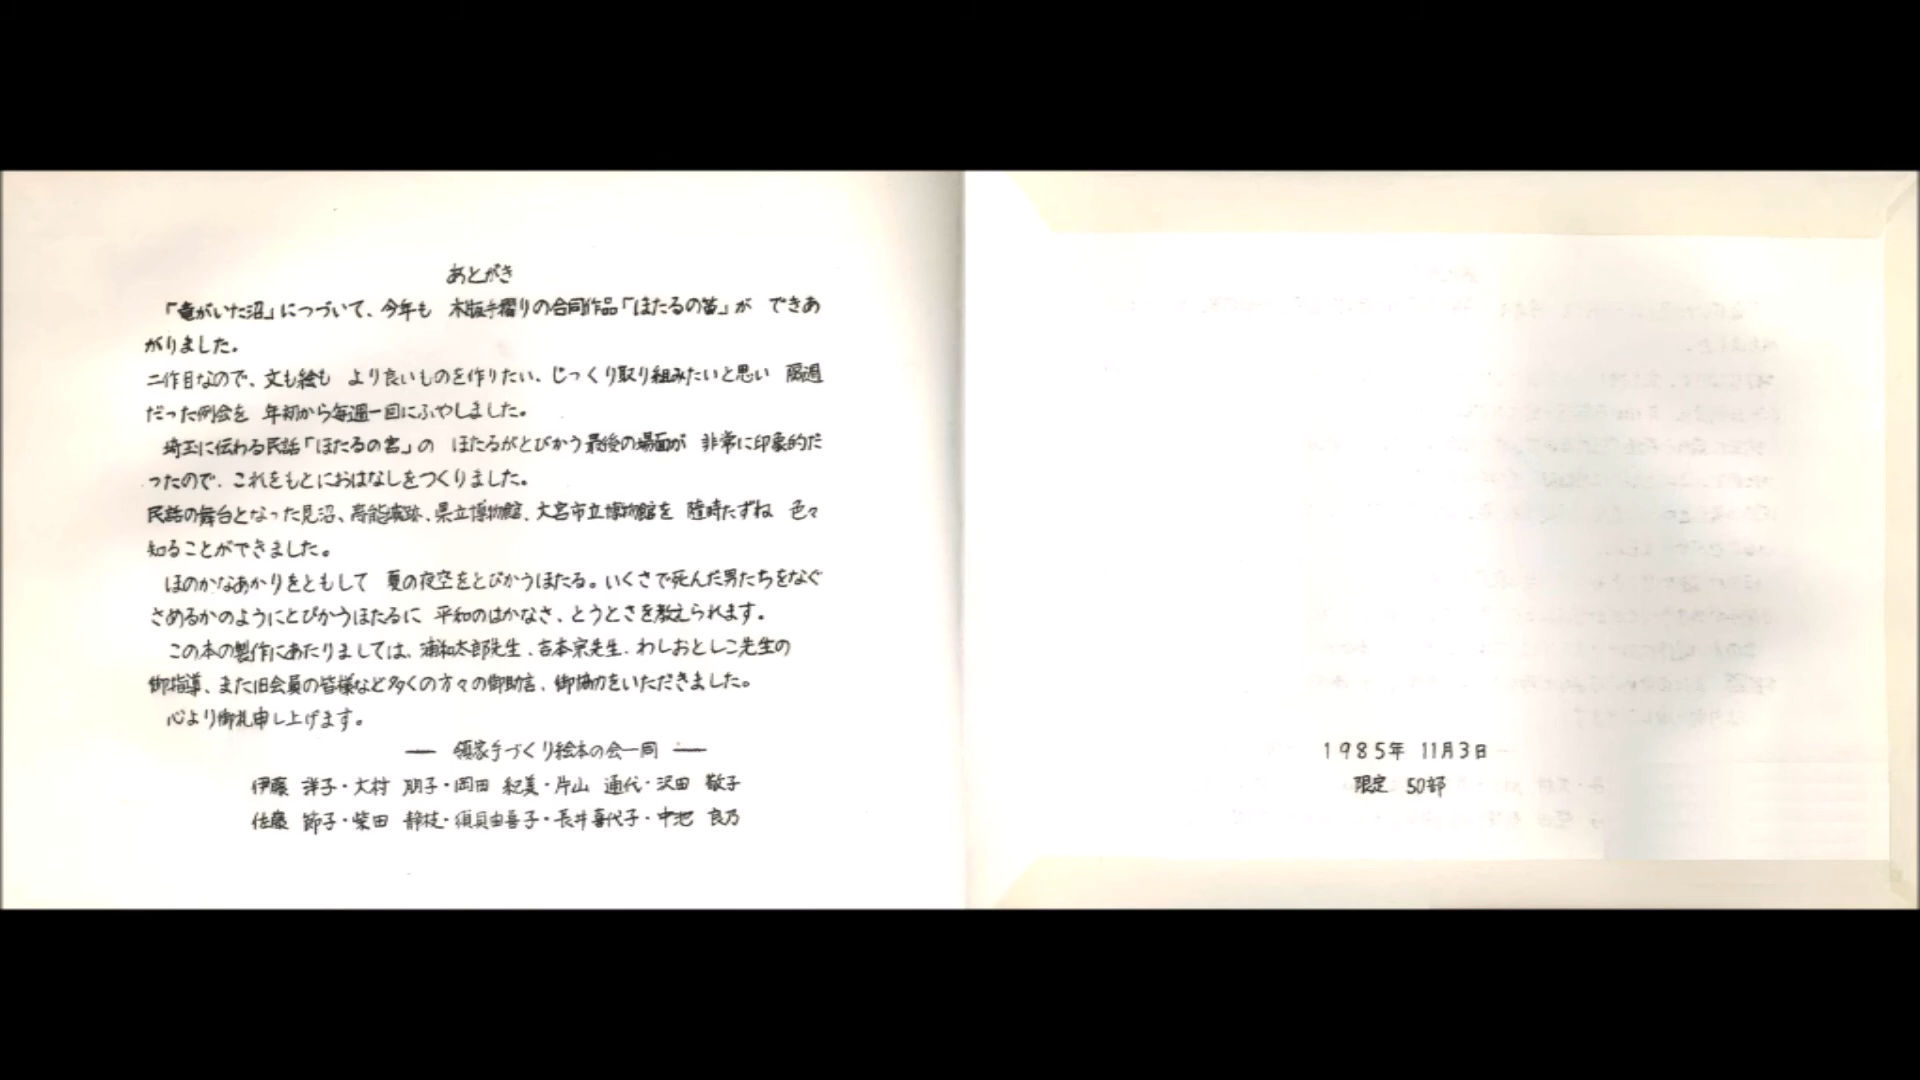 あとがき
「竜がいた沼」につづいて、今年も 木版手摺りの合同作品「ほたるの笛」が できあ
がりました。
二作目なので、文も絵も より良いものを作りたい、じっくり取り組みたいと思い 隔週
だった例会を 年初から毎週一回にふやしました。
埼玉に伝わる民話「ほたるの宮」の ほたるがとびかう最後の場面が 非常に印象的だ
ったので、これをもとにおはなしをつくりました。
民話の舞台となった見沼、寿能城跡、県立博物館、大宮市立博物館を 随時たずね 色々
知ることができました。
ほのかなあかりをともして 夏の夜空をとびかうほたる。いくさで死んだ男たちをなぐ
さめるかのようにとびかうほたるに 平和のはかなさ、とうとさを教えられます。
この本の製作にあたりましては、浦和太郎先生、吉本宗先生、わしおとしこ先生の
御指導、また旧会員の皆様など多くの方々の御助言、御協力をいただきました。
心より御礼申し上げます。
— 領家手づくり絵本の会一同 —
伊藤 洋子・大村 朋子・岡田 紀美・片山 通代・沢田 敬子
佐藤 節子・柴田 静枝・須貝由喜子・長井喜代子・中池 良乃
1985年 11月3日
限定 50部